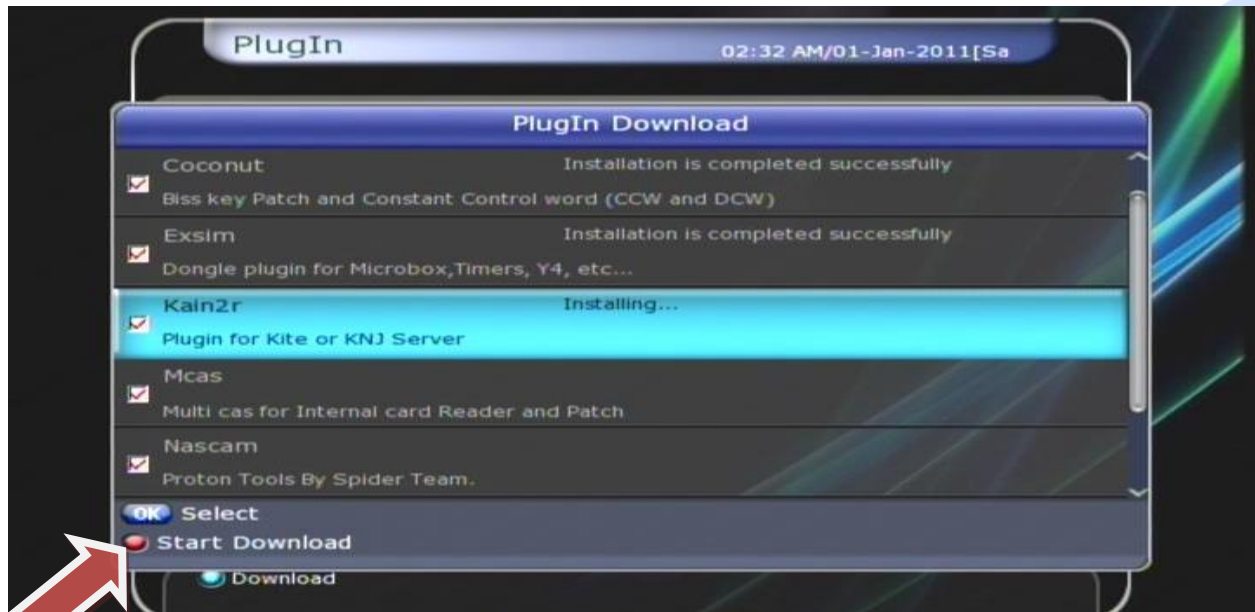 PlugIn 02:32 AM/01-Jan-2011[Sa
PlugIn Download
Coconut Installation is completed successfully
Biss key Patch and Constant Control word (CCW and DCW)
Exsim Installation is completed successfully
Dongle plugin for Microbox,Timers, Y4, etc...
Kain2r Installing...
Plugin for Kite or KNJ Server
Mcas
Multi cas for Internal card Reader and Patch
Nascam
Proton Tools By Spider Team.
OK Select
Start Download
Download